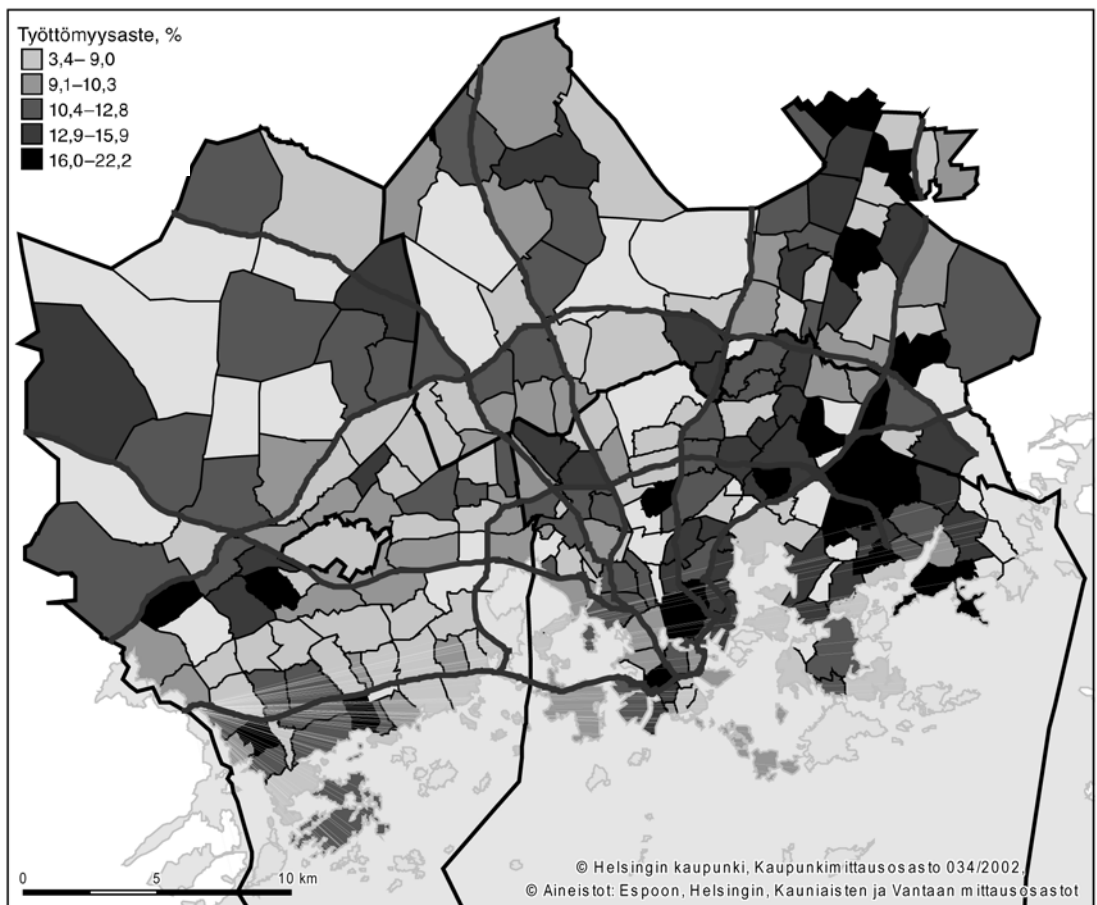 Työttömyysaste, %
3,4– 9,0
9,1–10,3
10,4–12,8
12,9–15,9
16,0–22,2
0 5 10 km
© Helsingin kaupunki, Kaupunkimittausosasto 034/2002,
© Aineistot: Espoon, Helsingin, Kauniaisten ja Vantaan mittausosastot